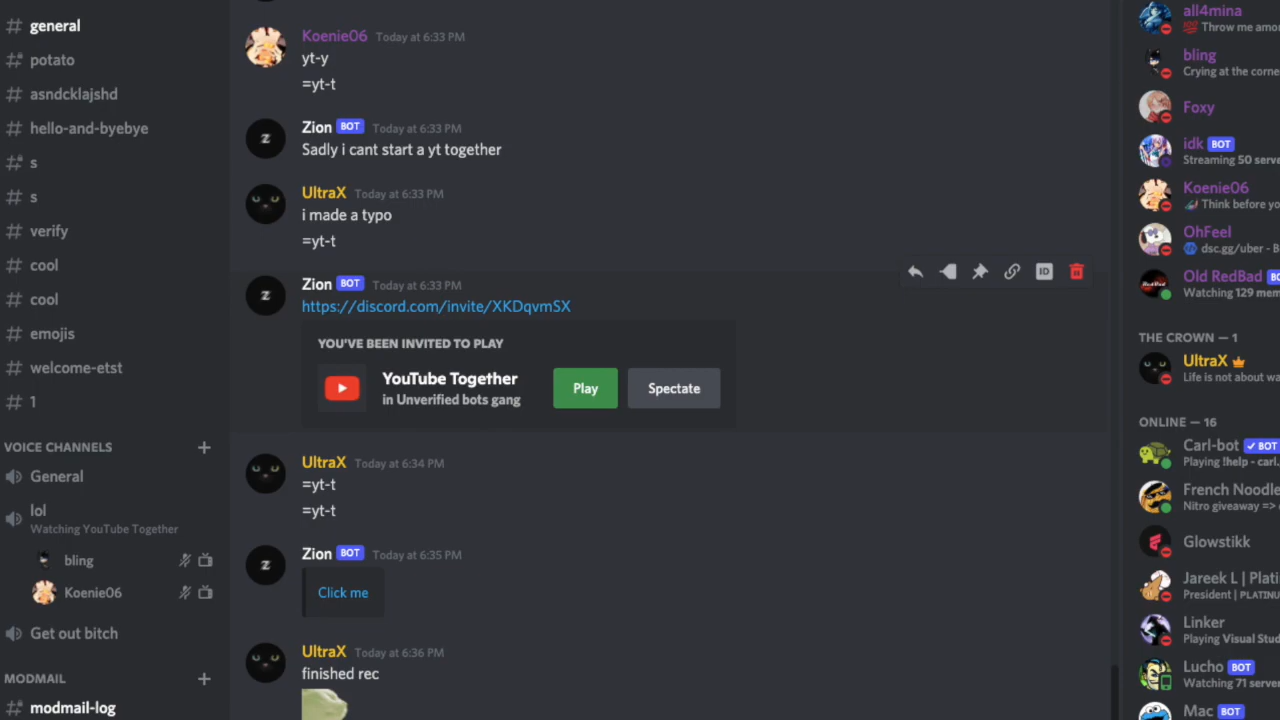 general
potato
asndcklajshd
hello-and-byebye
s
s
verify
cool
cool
emojis
welcome-etst
1
VOICE CHANNELS
General
lol
Watching YouTube Together
bling
Koenie06
Get out bitch
MODMAIL
modmail-log
Koenie06 Today at 6:33 PM
yt-y
=yt-t
Zion BOT Today at 6:33 PM
Sadly i cant start a yt together
UltraX Today at 6:33 PM
i made a typo
=yt-t
Zion BOT Today at 6:33 PM
https://discord.com/invite/XKDqvmSX
YOU'VE BEEN INVITED TO PLAY
YouTube Together
in Unverified bots gang
Play
Spectate
UltraX Today at 6:34 PM
=yt-t
=yt-t
Zion BOT Today at 6:35 PM
Click me
UltraX Today at 6:36 PM
finished rec
ID
all4mina
Throw me amor
bling
Crying at the corne
Foxy
idk BOT
Streaming 50 serve
Koenie06
Think before yo
OhFeel
dsc.gg/uber - B
Old RedBad BO
Watching 129 mem
THE CROWN — 1
UltraX
Life is not about wa
ONLINE — 16
Carl-bot BOT
Playing !help - carl.
French Noodle
Nitro giveaway =>
Glowstikk
Jareek L | Plati
President | PLATINU
Linker
Playing Visual Stud
Lucho BOT
Watching 71 server
Mac BOT